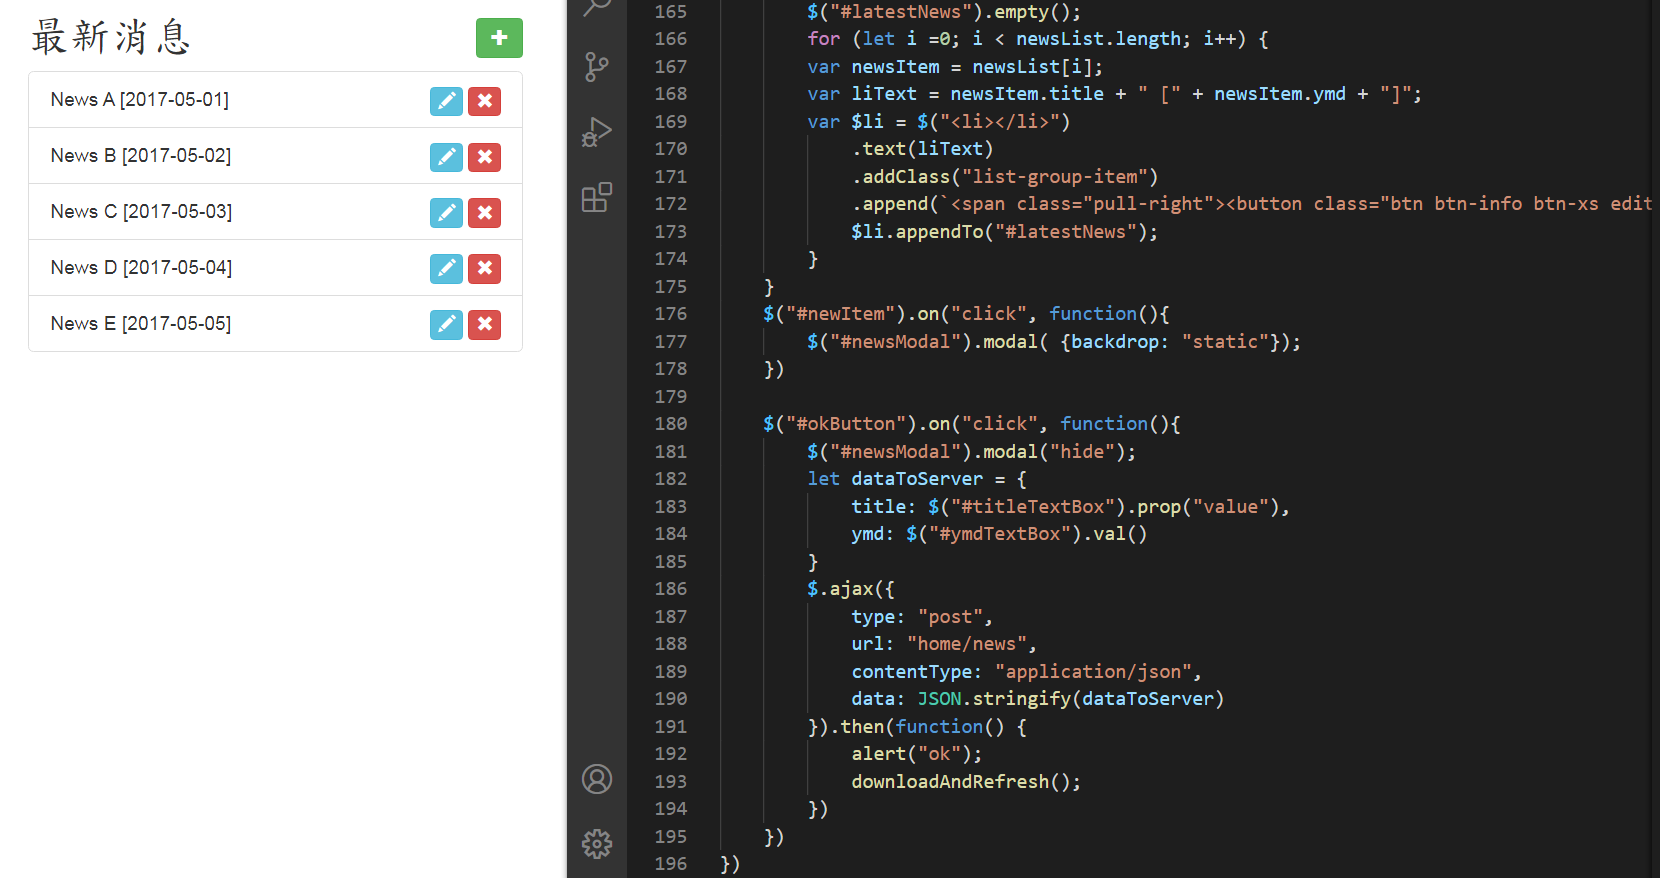 最新消息
News A [2017-05-01]
News B [2017-05-02]
News C [2017-05-03]
News D [2017-05-04]
News E [2017-05-05]
165 $("#latestNews").empty();
166 for (let i =0; i < newsList.length; i++) {
167 var newsItem = newsList[i];
168 var liText = newsItem.title + " [" + newsItem.ymd + "]";
169 var $li = $("<li></li>")
170 .text(liText)
171 .addClass("list-group-item")
172 .append(`<span class="pull-right"><button class="btn btn-info btn-xs edit
173 $li.appendTo("#latestNews");
174 }
175 }
176 $("#newItem").on("click", function(){
177 $("#newsModal").modal( {backdrop: "static"});
178 })
179
180 $("#okButton").on("click", function(){
181 $("#newsModal").modal("hide");
182 let dataToServer = {
183 title: $("#titleTextBox").prop("value"),
184 ymd: $("#ymdTextBox").val()
185 }
186 $.ajax({
187 type: "post",
188 url: "home/news",
189 contentType: "application/json",
190 data: JSON.stringify(dataToServer)
191 }).then(function() {
192 alert("ok");
193 downloadAndRefresh();
194 })
195 })
196 })